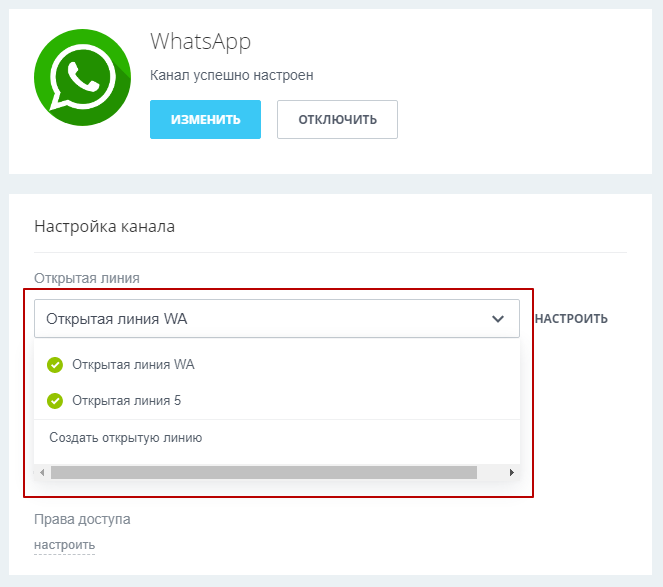 WhatsApp
Канал успешно настроен
ИЗМЕНИТЬ
ОТКЛЮЧИТЬ
Настройка канала
Открытая линия
Открытая линия WA
НАСТРОИТЬ
Открытая линия WA
Открытая линия 5
Создать открытую линию
Права доступа
настроить